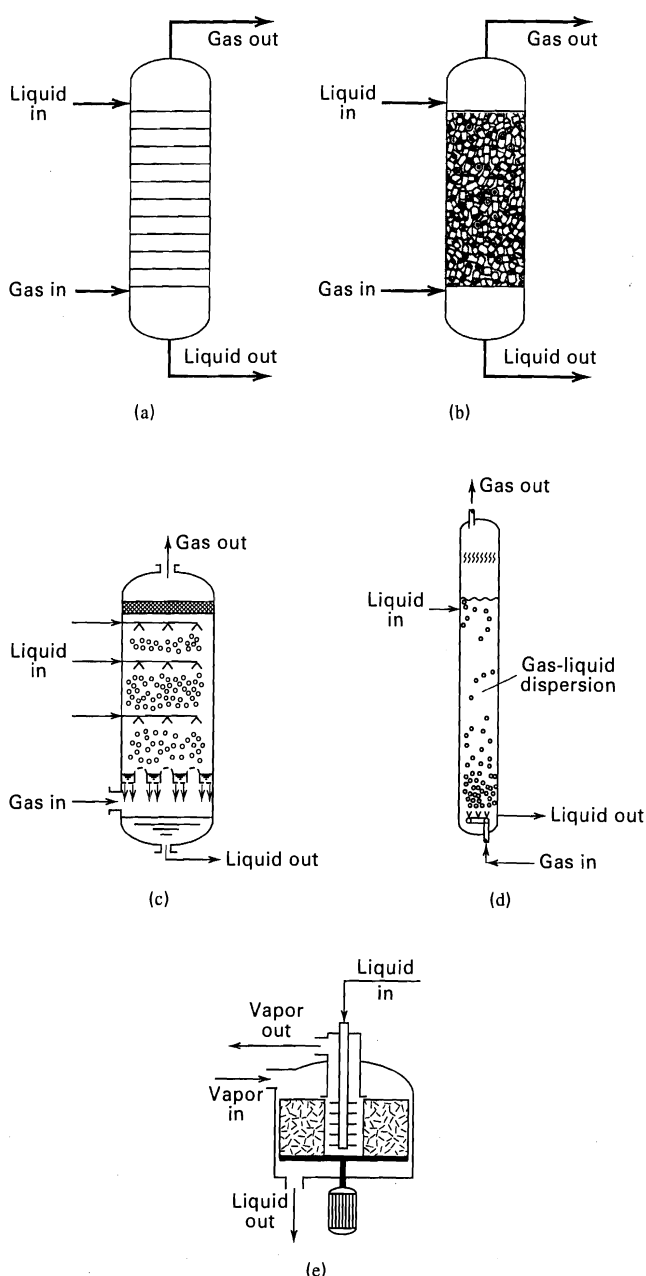 Gas out
Liquid
in
Gas in
Liquid out
(a)
Gas out
Liquid
in
Gas in
Liquid out
(b)
Gas out
Liquid
in
Gas in
Liquid out
(c)
Gas out
Liquid
in
Gas-liquid
dispersion
Liquid out
Gas in
(d)
Liquid
in
Vapor
out
Vapor
in
Liquid
out
(e)